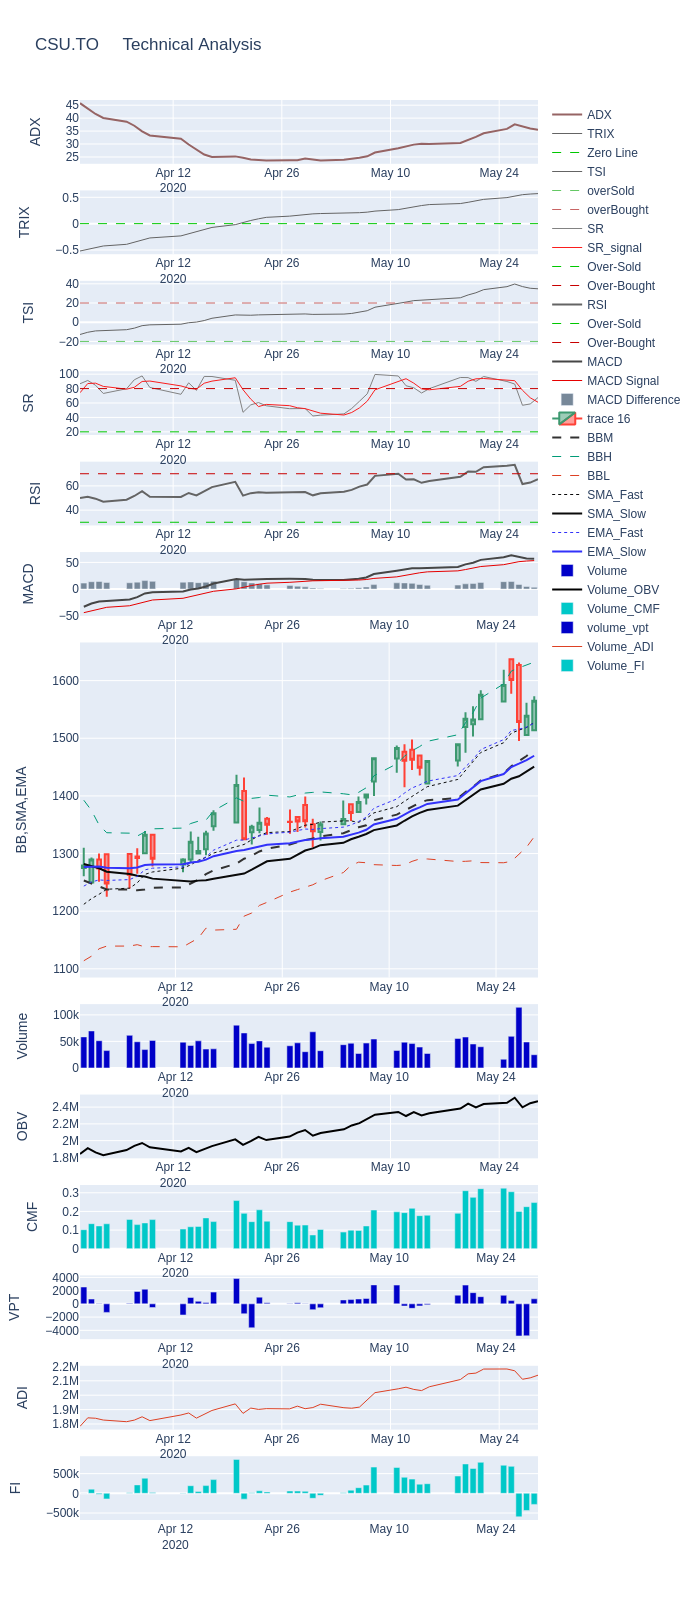 CSU.TO Technical Analysis
ADX
45
40
35
30
25
Apr 12
2020
Apr 26
May 10
May 24
TRIX
0.5
0
−0.5
Apr 12
2020
Apr 26
May 10
May 24
TSI
40
20
0
−20
Apr 12
2020
Apr 26
May 10
May 24
SR
100
80
60
40
20
Apr 12
2020
Apr 26
May 10
May 24
RSI
60
40
Apr 12
2020
Apr 26
May 10
May 24
MACD
50
0
−50
Apr 12
2020
Apr 26
May 10
May 24
BB,SMA,EMA
1600
1500
1400
1300
1200
1100
Apr 12
2020
Apr 26
May 10
May 24
Volume
100k
50k
0
Apr 12
2020
Apr 26
May 10
May 24
OBV
2.4M
2.2M
2M
1.8M
Apr 12
2020
Apr 26
May 10
May 24
CMF
0.3
0.2
0.1
0
Apr 12
2020
Apr 26
May 10
May 24
VPT
4000
2000
0
−2000
−4000
Apr 12
2020
Apr 26
May 10
May 24
ADI
2.2M
2.1M
2M
1.9M
1.8M
Apr 12
2020
Apr 26
May 10
May 24
FI
500k
0
−500k
Apr 12
2020
Apr 26
May 10
May 24
ADX
TRIX
Zero Line
TSI
overSold
overBought
SR
SR_signal
Over-Sold
Over-Bought
RSI
Over-Sold
Over-Bought
MACD
MACD Signal
MACD Difference
trace 16
BBM
BBH
BBL
SMA_Fast
SMA_Slow
EMA_Fast
EMA_Slow
Volume
Volume_OBV
Volume_CMF
volume_vpt
Volume_ADI
Volume_FI